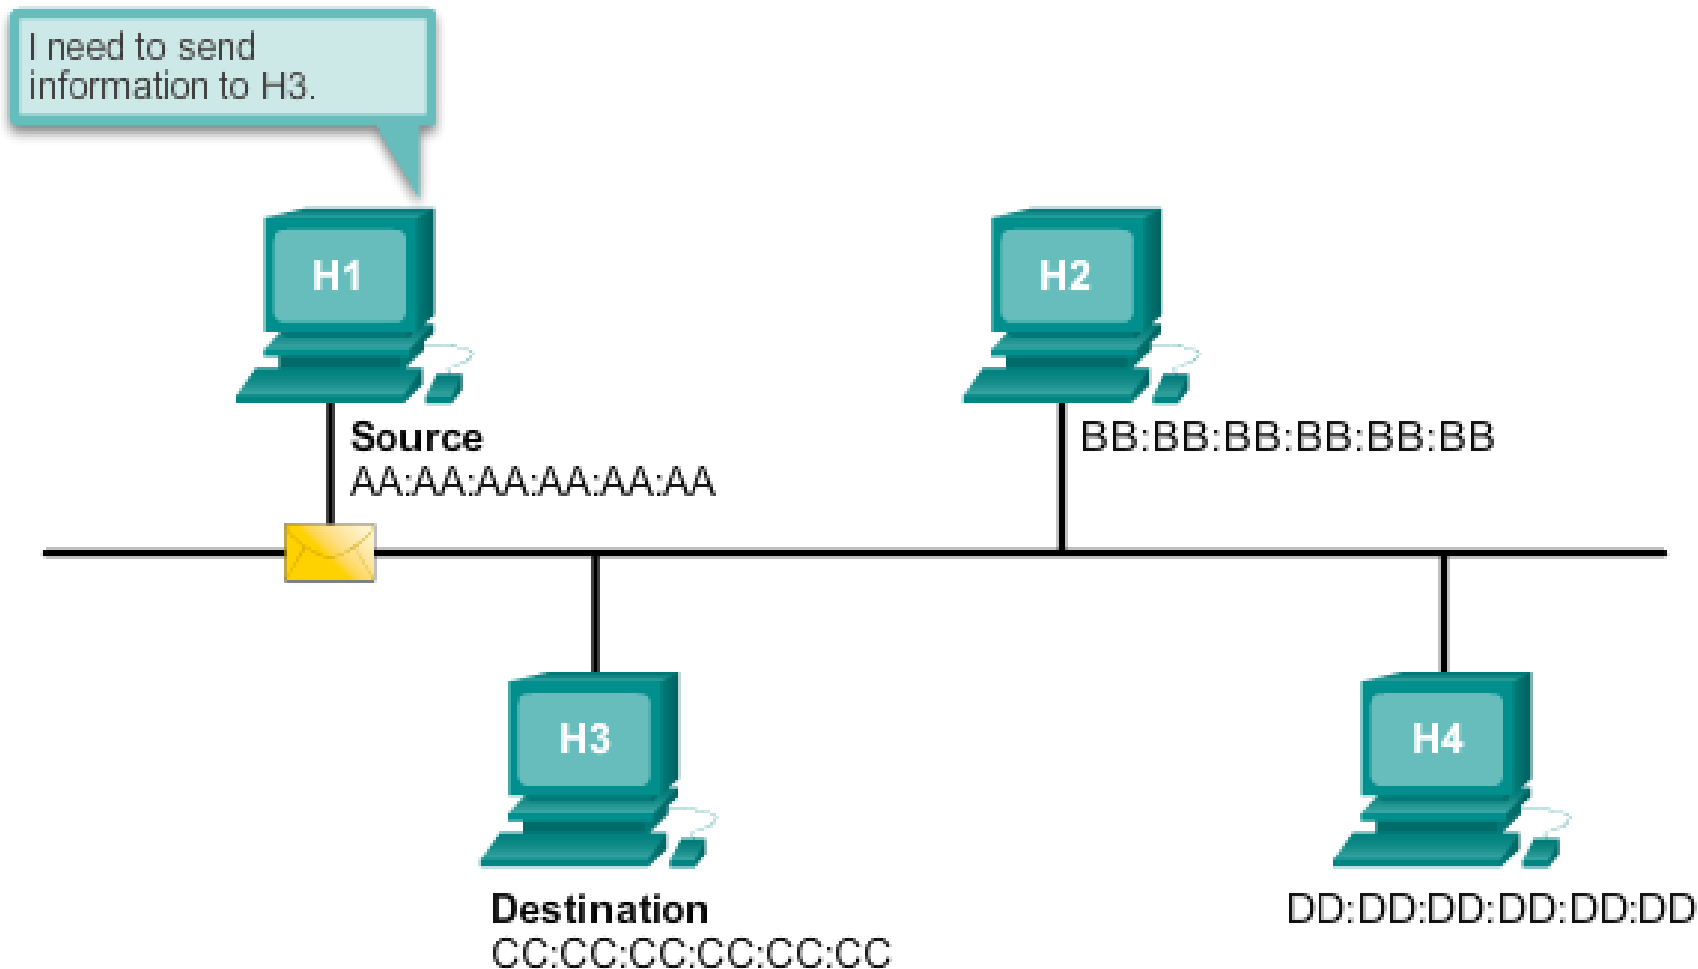 I need to send
information to H3.
H1
H2
Source
AA:AA:AA:AA:AA:AA
BB:BB:BB:BB:BB:BB
H3
H4
Destination
CC:CC:CC:CC:CC:CC
DD:DD:DD:DD:DD:DD